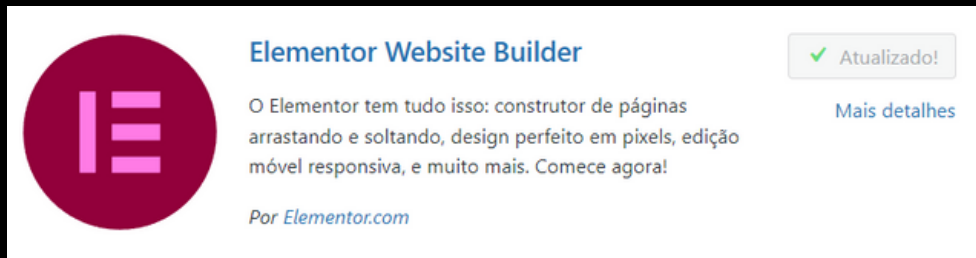 Elementor Website Builder
Atualizado!
O Elementor tem tudo isso: construtor de páginas
arrastando e soltando, design perfeito em pixels, edição
móvel responsiva, e muito mais. Comece agora!
Mais detalhes
Por Elementor.com